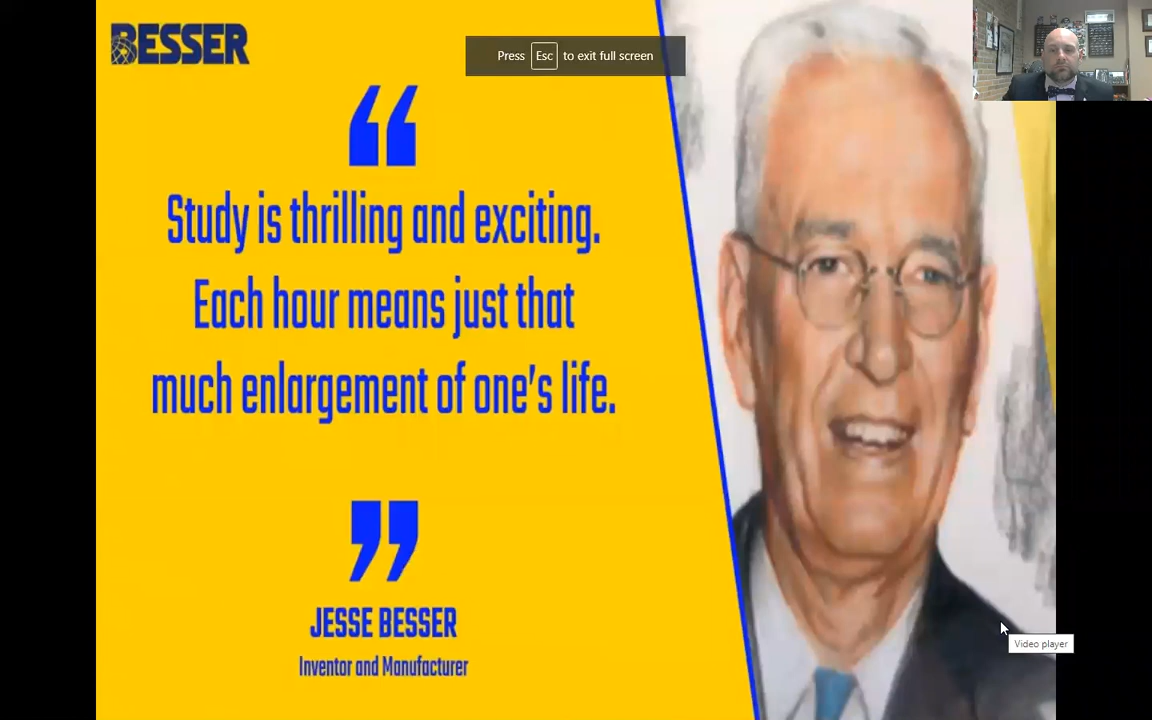 BESSER
Press Esc to exit full screen
“
Study is thrilling and exciting.
Each hour means just that
much enlargement of one’s life.
”
JESSE BESSER
Inventor and Manufacturer
Video player